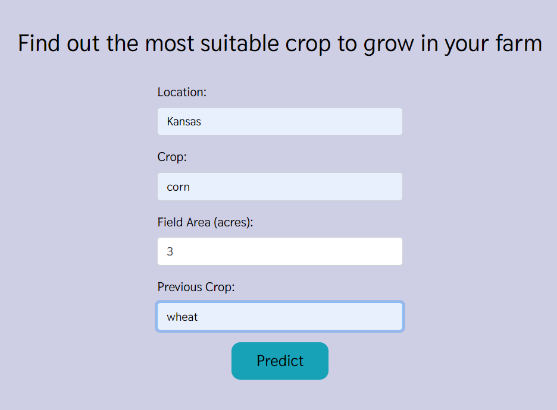 Find out the most suitable crop to grow in your farm
Location:
Kansas
Crop:
corn
Field Area (acres):
3
Previous Crop:
wheat
Predict